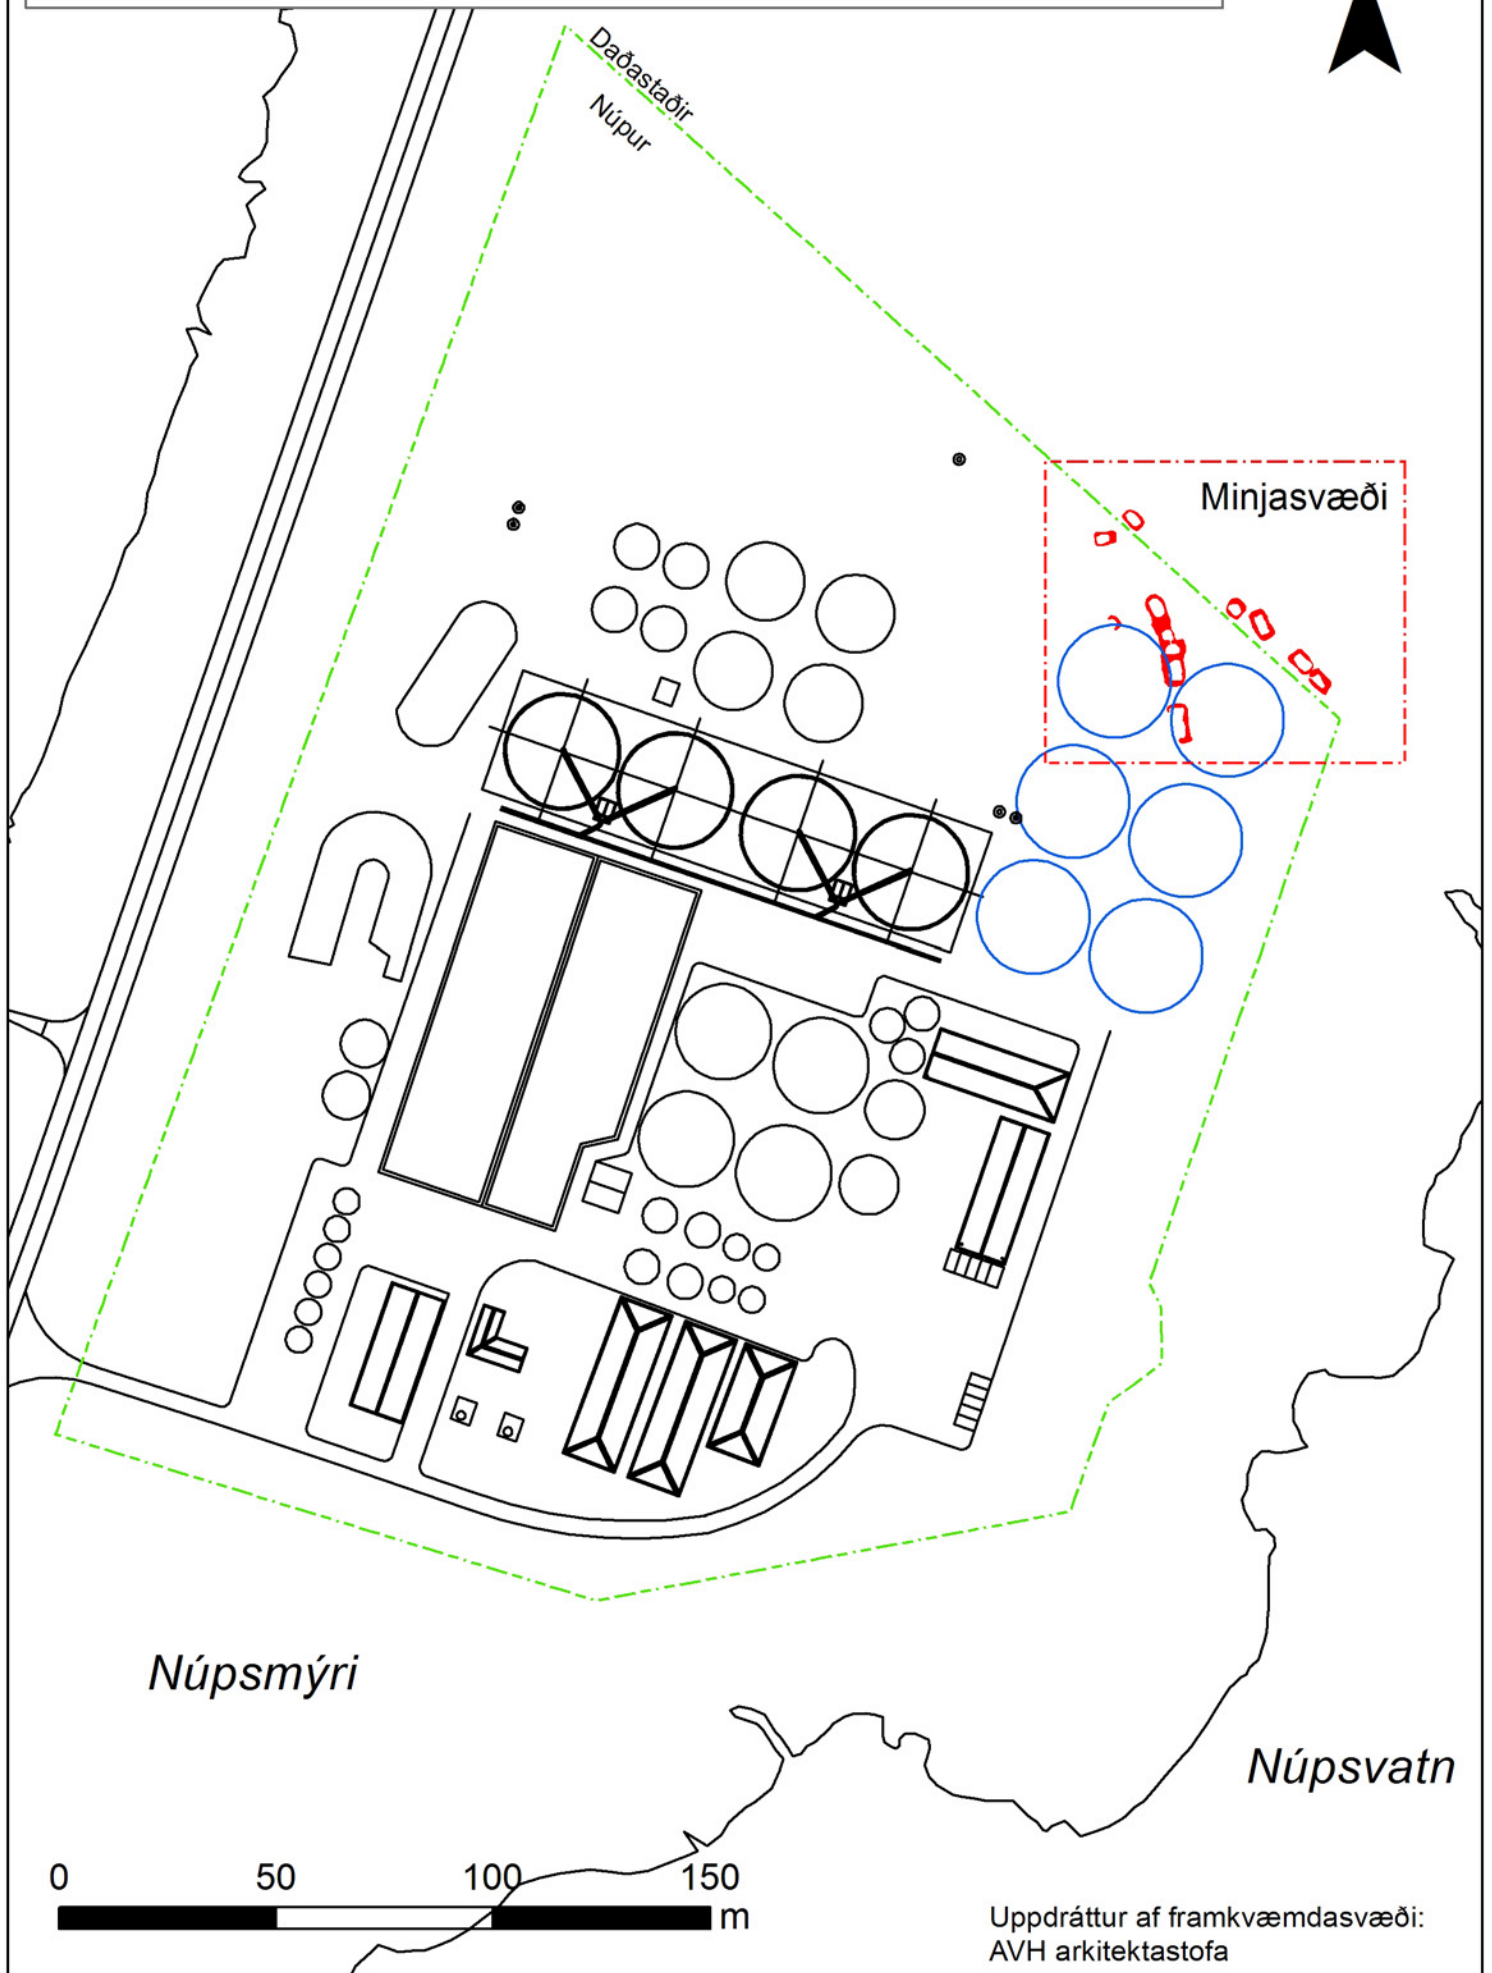 Daðastaðir
Núpur
Minjasvæði
Núpsmýri
Núpsvatn
0 50 100 150
m
Uppdráttur af framkvæmdasvæði:
AVH arkitektastofa